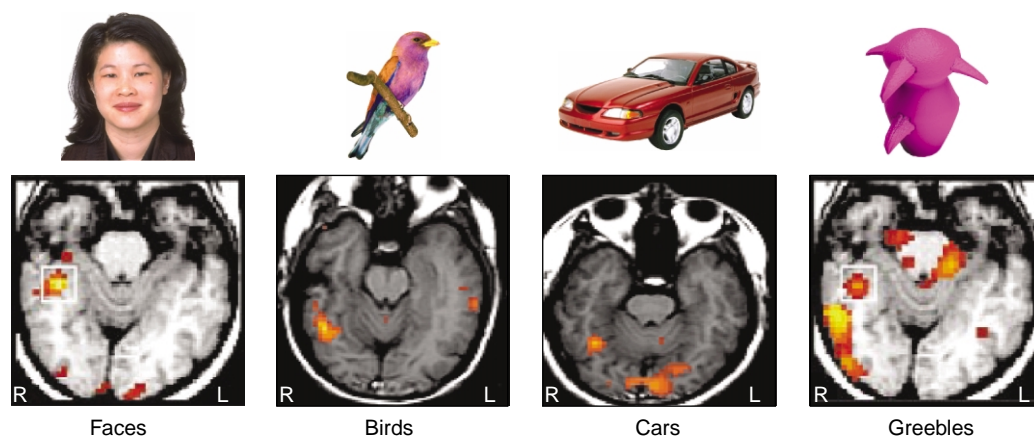 R L
R L
R L
R L
Faces
Birds
Cars
Greebles